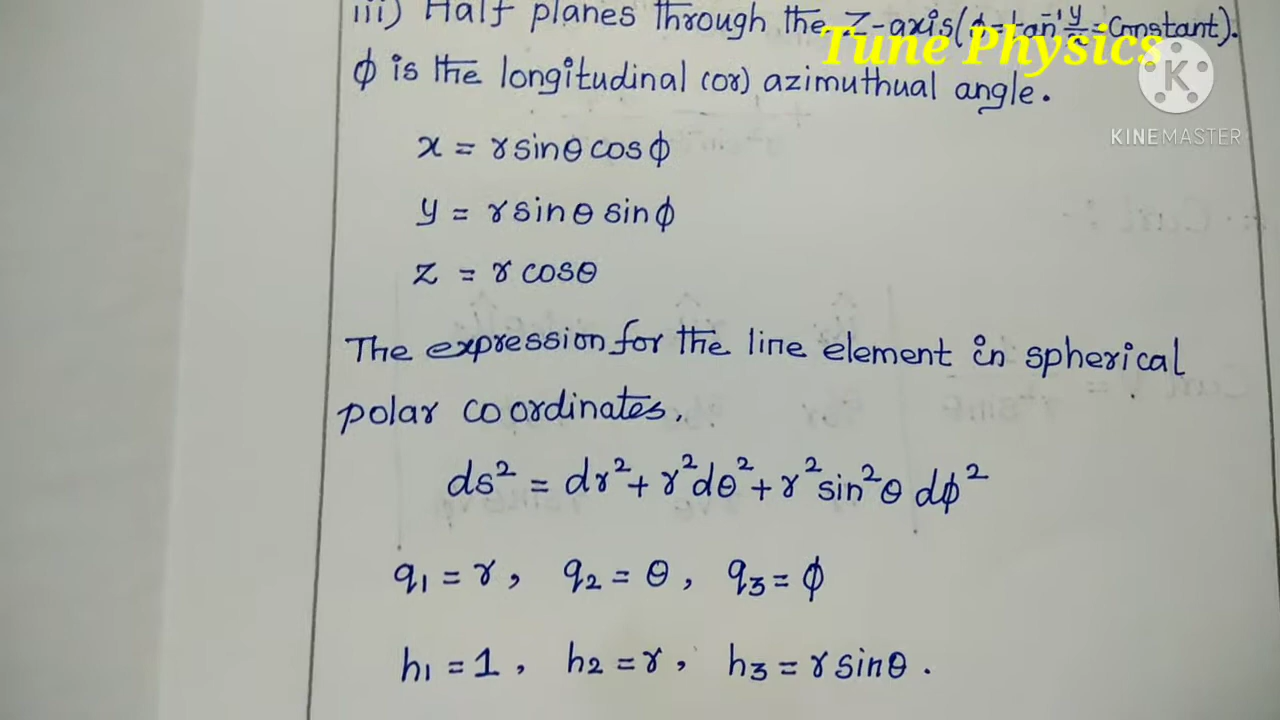 iii) Half planes through the Z-axis (ϕ = tan⁻¹ y/x = Constant).
Tune Physics
K
KINEMASTER
ϕ is the longitudinal (or) azimuthual angle.
x = r sinθ cosϕ
y = r sinθ sinϕ
z = r cosθ
The expression for the line element in spherical
polar coordinates.
ds² = dr² + r²dθ² + r² sin²θ dϕ²
q₁ = r, q₂ = θ, q₃ = ϕ
h₁ = 1, h₂ = r, h₃ = r sinθ.